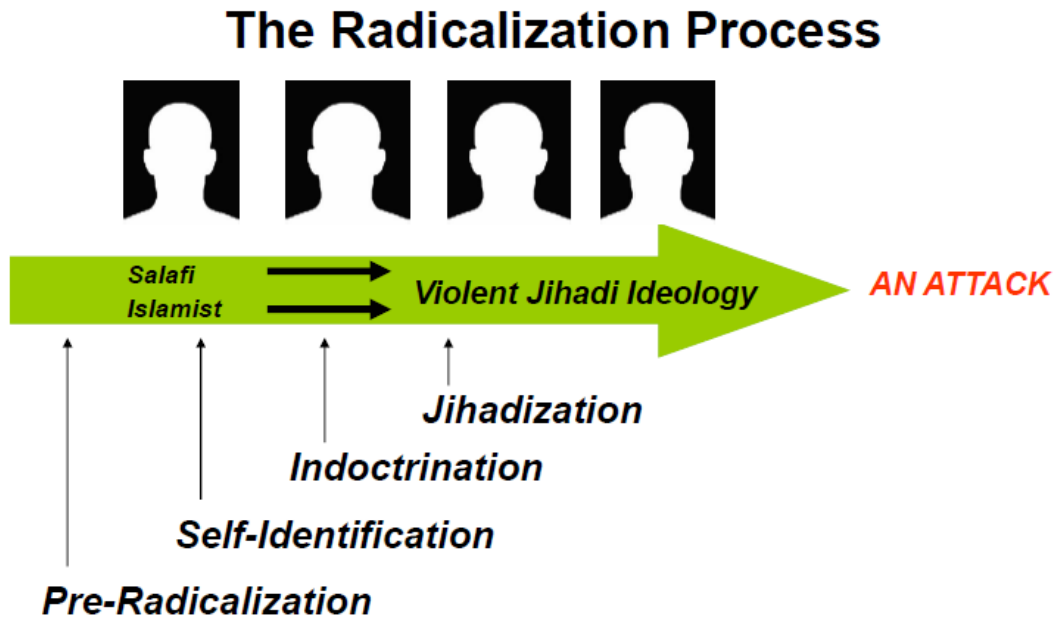 The Radicalization Process
Salafi
Islamist
Violent Jihadi Ideology
AN ATTACK
Jihadization
Indoctrination
Self-Identification
Pre-Radicalization